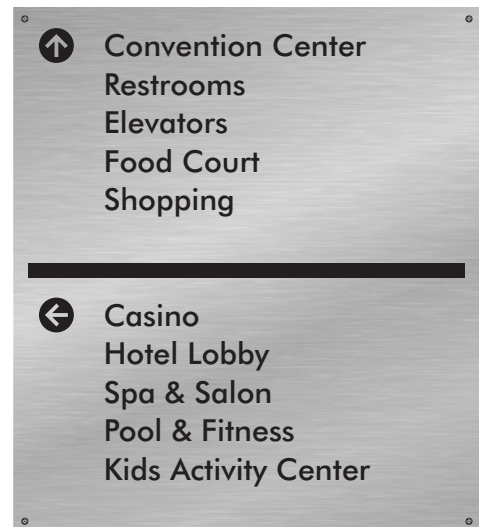 Convention Center
Restrooms
Elevators
Food Court
Shopping
Casino
Hotel Lobby
Spa & Salon
Pool & Fitness
Kids Activity Center